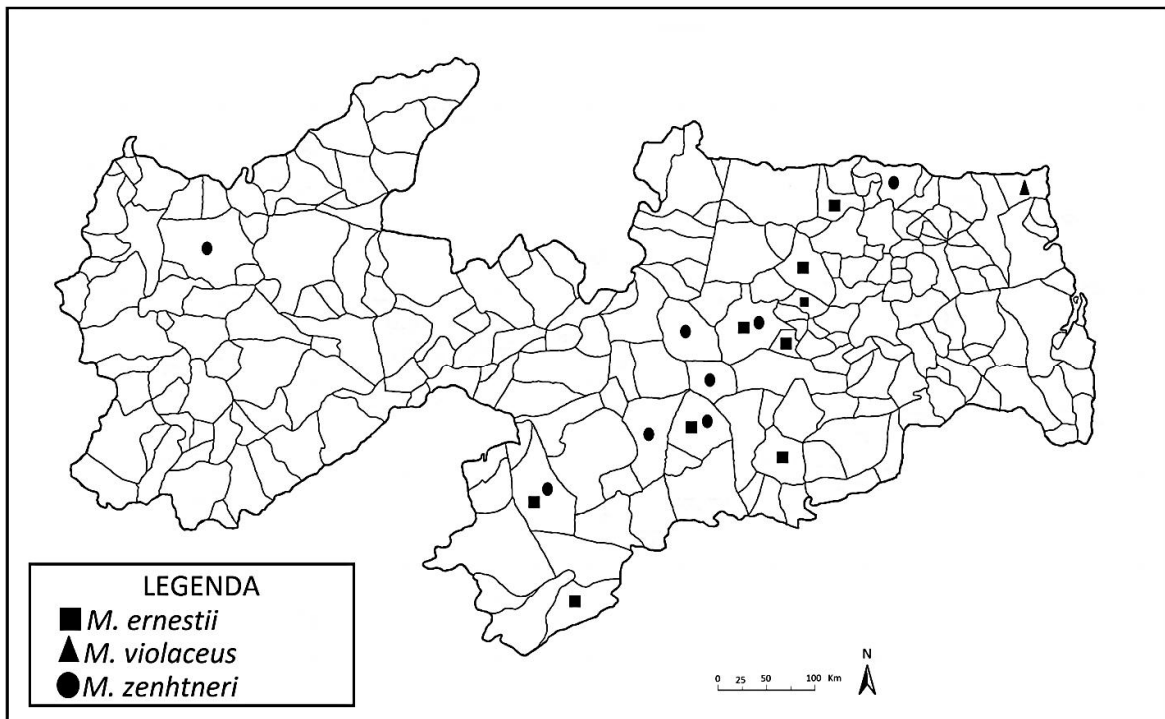 LEGENDA
M. ernestii
M. violaceus
M. zenhtneri
0 25 50 100 Km
N